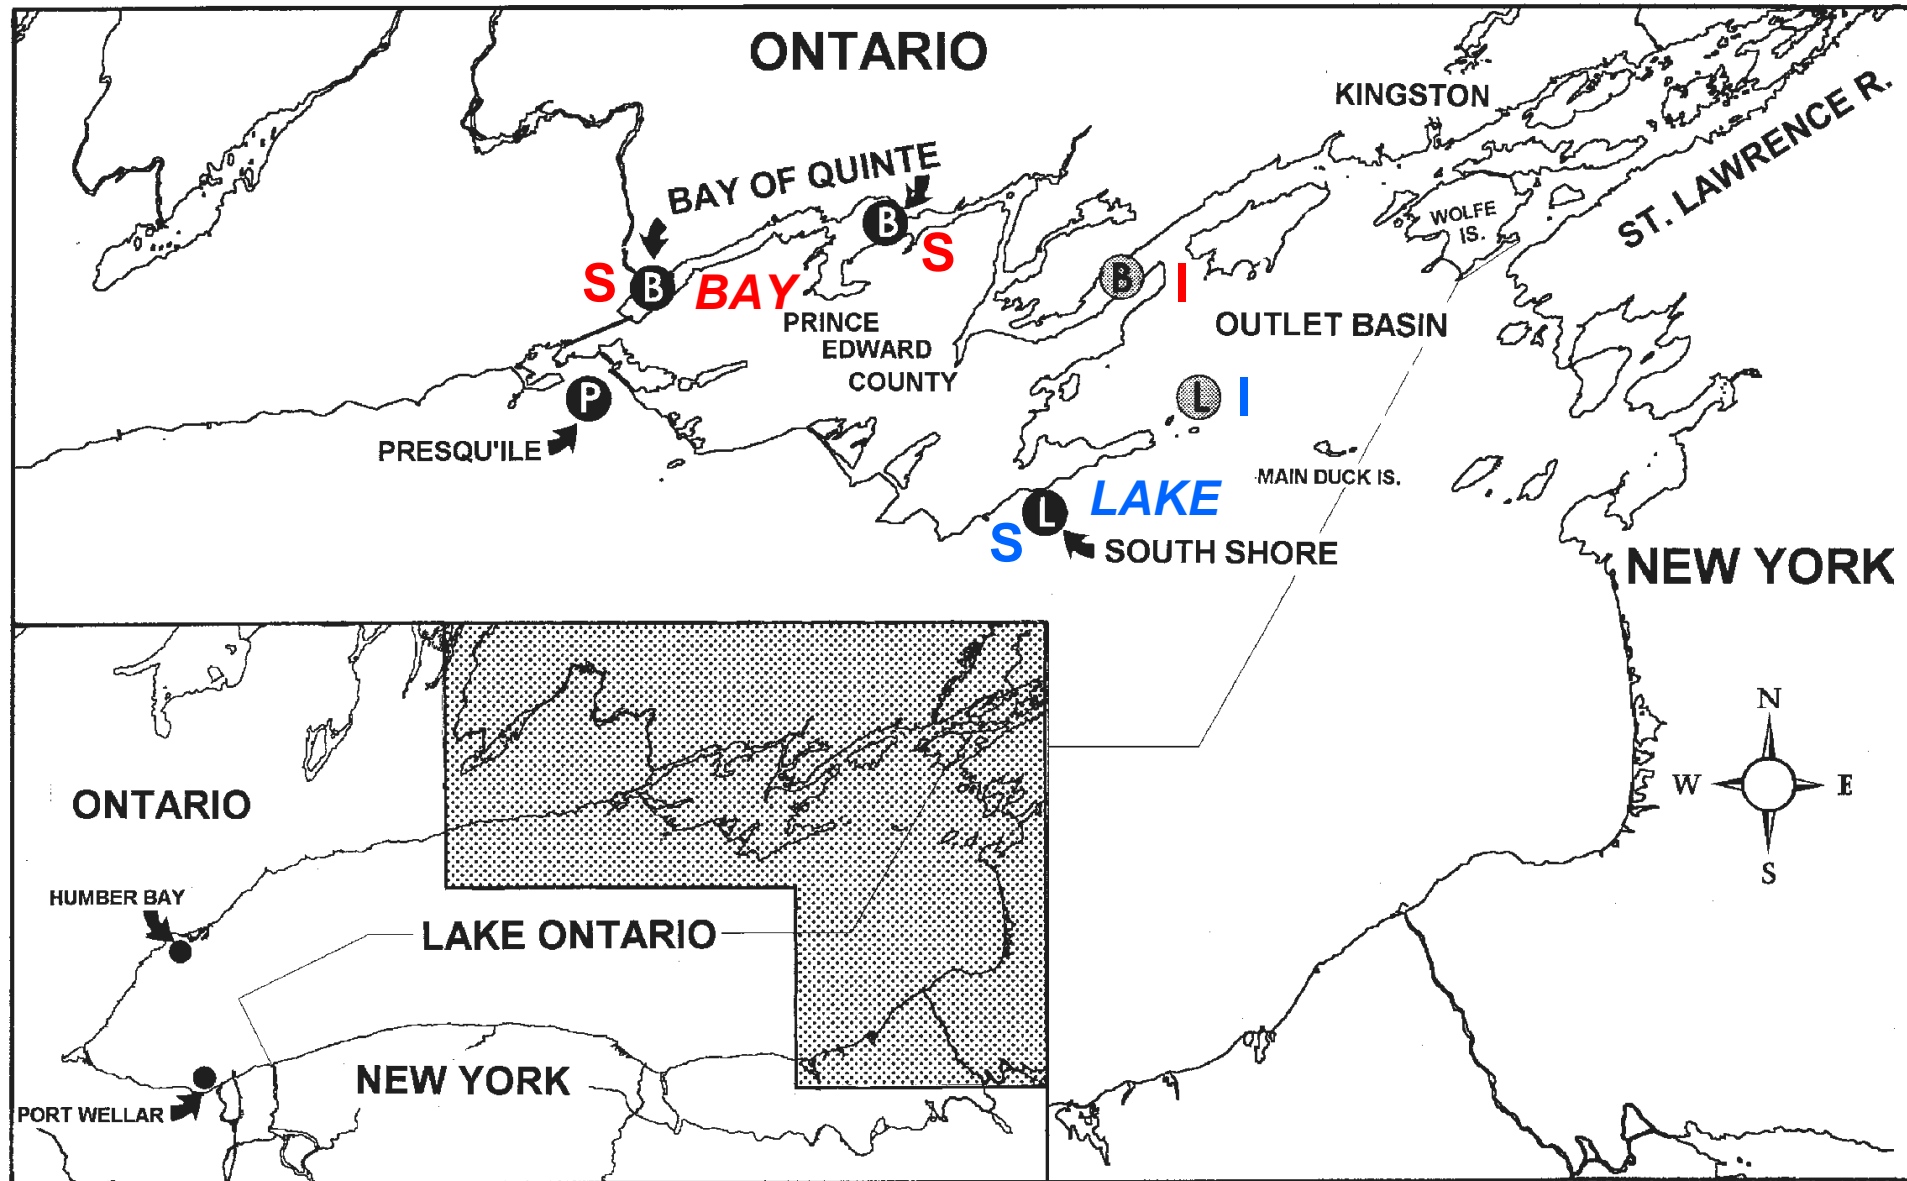 ONTARIO
KINGSTON
ST. LAWRENCE R.
BAY OF QUINTE
B
S
WOLFE
IS.
S
B
BAY
B
I
PRINCE
EDWARD
COUNTY
OUTLET BASIN
P
L
I
PRESQU'ILE
MAIN DUCK IS.
LAKE
L
S
SOUTH SHORE
NEW YORK
N
W
E
S
ONTARIO
HUMBER BAY
LAKE ONTARIO
NEW YORK
PORT WELLAR